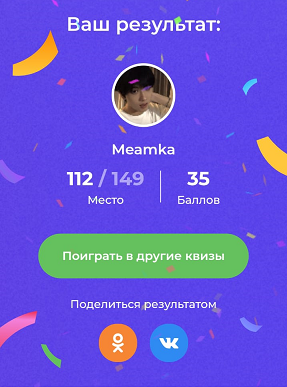 Ваш результат:
Meamka
112 / 149 35
Место Баллов
Поиграть в другие квизы
Поделиться результатом